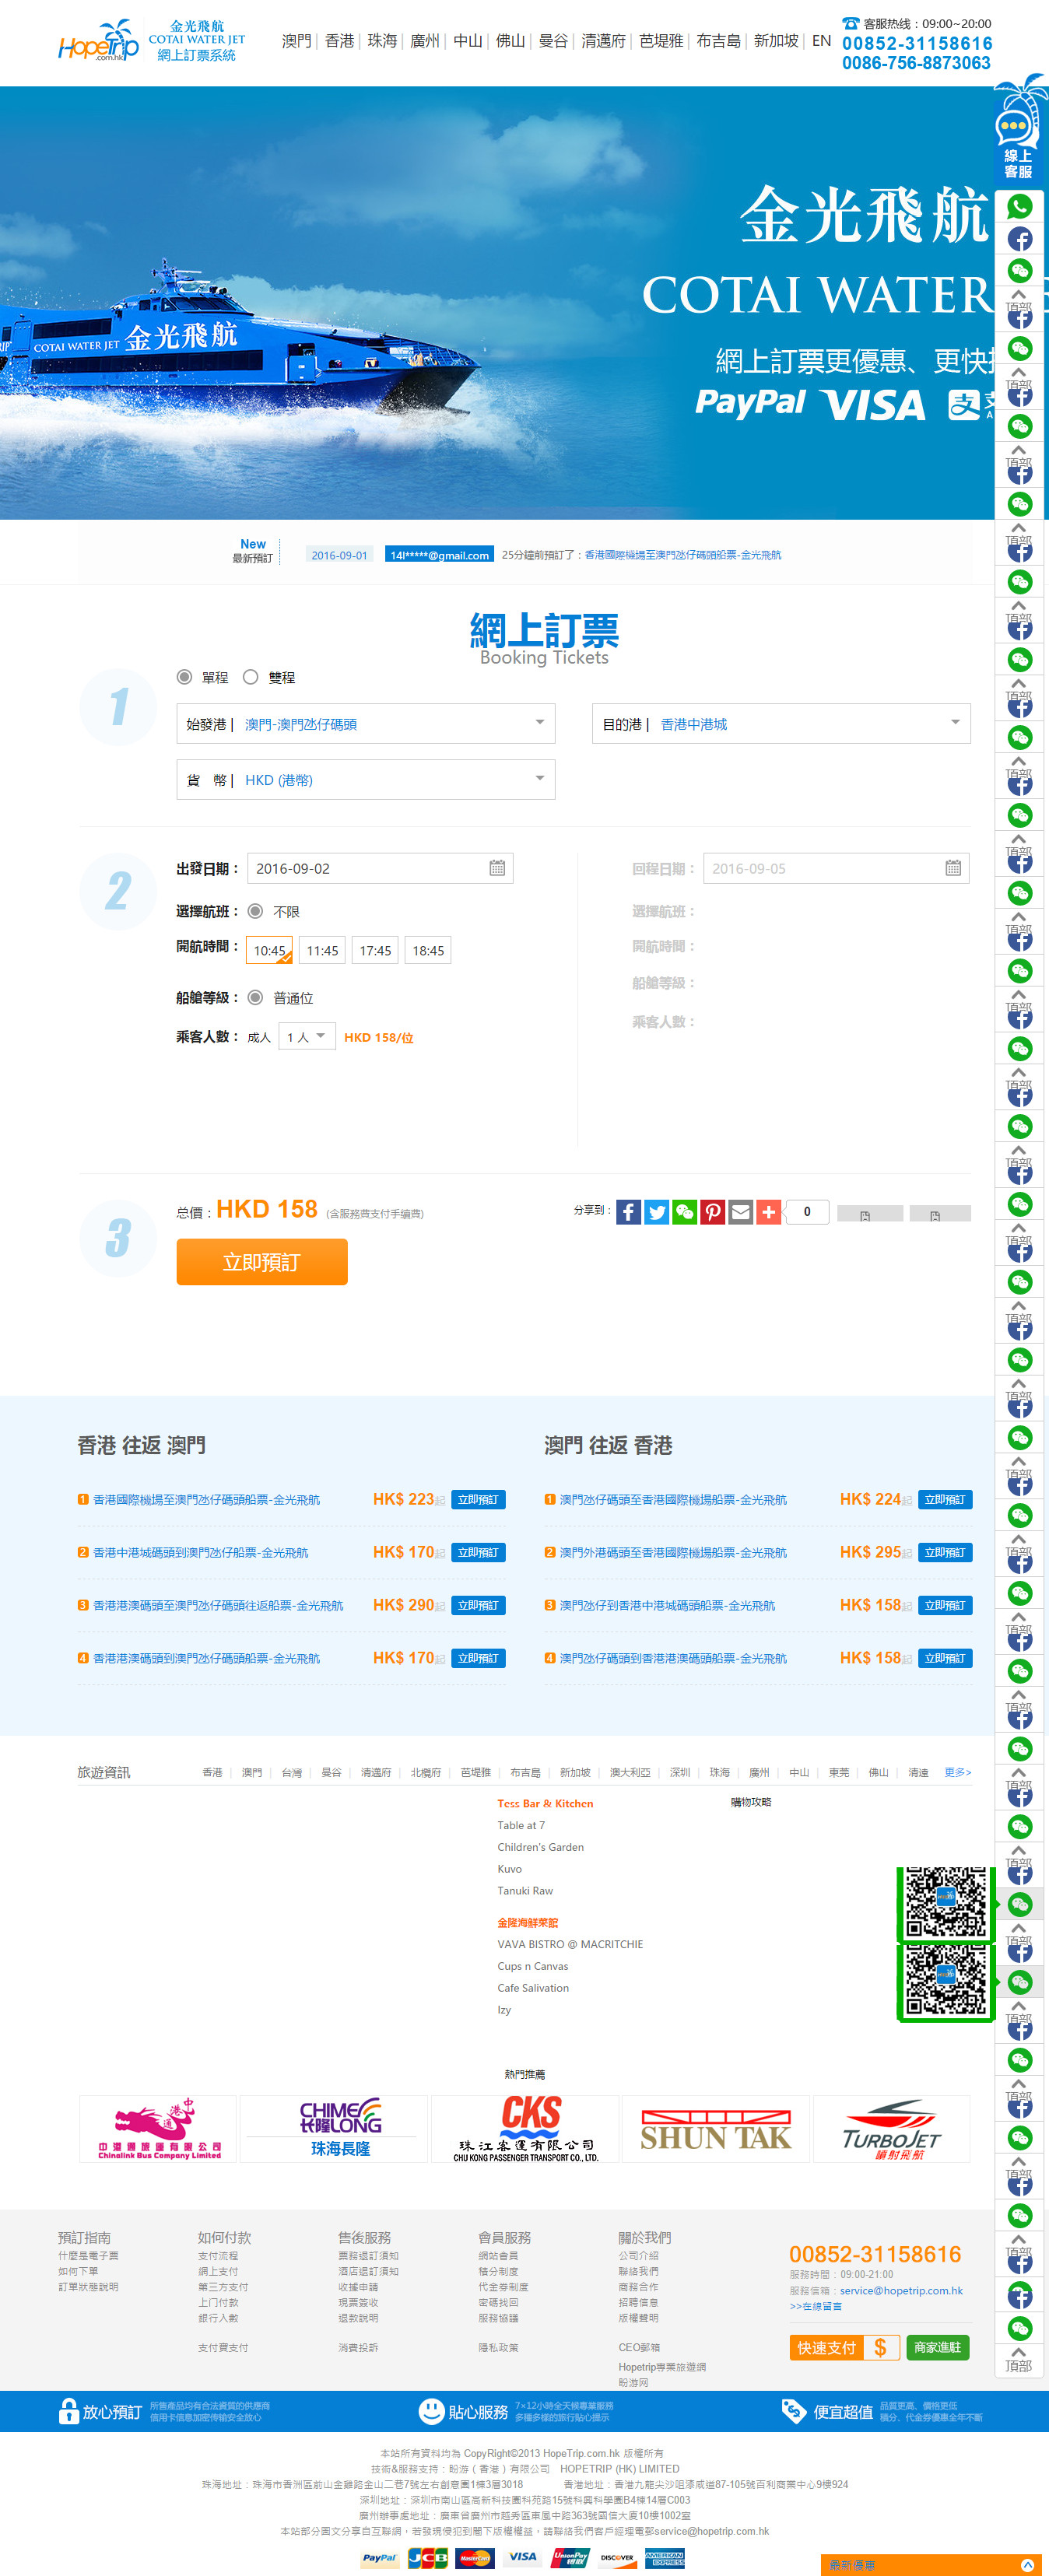 HopeTrip
.com.hk
金光飛航
COTAI WATER JET
網上訂票系統
澳門 | 香港 | 珠海 | 廣州 | 中山 | 佛山 | 曼谷 | 清邁府 | 芭堤雅 | 布吉島 | 新加坡 | EN
客服热线：09:00~20:00
00852-31158616
0086-756-8873063
線上
客服
金光飛航
COTAI WATER
網上訂票更優惠、更快
PayPal VISA 支
COTAI WATER JET 金光飛航
New
最新預訂
2016-09-01 14l*****@gmail.com 25分鐘前預訂了：香港國際機場至澳門氹仔碼頭船票-金光飛航
網上訂票
Booking Tickets
1
單程 雙程
始發港 | 澳門-澳門氹仔碼頭
目的港 | 香港中港城
貨 幣 | HKD (港幣)
2
出發日期： 2016-09-02
選擇航班： 不限
開航時間： 10:45 11:45 17:45 18:45
船艙等級： 普通位
乘客人數： 成人 1 人 HKD 158/位
回程日期： 2016-09-05
選擇航班：
開航時間：
船艙等級：
乘客人數：
3
总價：HKD 158 (含服務費支付手續費)
分享到： 0
立即預訂
香港 往返 澳門
1 香港國際機場至澳門氹仔碼頭船票-金光飛航 HK$ 223起 立即預訂
2 香港中港城碼頭到澳門氹仔船票-金光飛航 HK$ 170起 立即預訂
3 香港港澳碼頭至澳門氹仔碼頭往返船票-金光飛航 HK$ 290起 立即預訂
4 香港港澳碼頭到澳門氹仔碼頭船票-金光飛航 HK$ 170起 立即預訂
澳門 往返 香港
1 澳門氹仔碼頭至香港國際機場船票-金光飛航 HK$ 224起 立即預訂
2 澳門外港碼頭至香港國際機場船票-金光飛航 HK$ 295起 立即預訂
3 澳門氹仔到香港中港城碼頭船票-金光飛航 HK$ 158起 立即預訂
4 澳門氹仔碼頭到香港港澳碼頭船票-金光飛航 HK$ 158起 立即預訂
旅遊資訊
香港 | 澳門 | 台灣 | 曼谷 | 清邁府 | 北欖府 | 芭堤雅 | 布吉島 | 新加坡 | 澳大利亞 | 深圳 | 珠海 | 廣州 | 中山 | 東莞 | 佛山 | 清遠 更多>
Tess Bar & Kitchen
Table at 7
Children's Garden
Kuvo
Tanuki Raw
金隆海鮮菜館
VAVA BISTRO @ MACRITCHIE
Cups n Canvas
Cafe Salivation
Izy
購物攻略
熱門推薦
中港通旅運有限公司
Chinalink Bus Company Limited
CHIMELONG
长隆
珠海長隆
CKS
珠江客運有限公司
CHU KONG PASSENGER TRANSPORT CO., LTD.
SHUN TAK
TURBOJET
噴射飛航
預訂指南
什麼是電子票
如何下單
訂單狀態說明
如何付款
支付流程
網上支付
第三方支付
上门付款
銀行入數
支付寶支付
售後服務
票務退訂須知
酒店退訂須知
收據申請
現票簽收
退款說明
消费投訴
會員服務
網站會員
積分制度
代金券制度
密碼找回
服務協議
隱私政策
關於我們
公司介紹
聯絡我們
商務合作
招聘信息
版權聲明
CEO郵箱
Hopetrip專業旅遊網
盼游网
00852-31158616
服務時間：09:00-21:00
服務信箱：service@hopetrip.com.hk
>>在線留言
快速支付 $
商家進駐
頂部
放心預訂
所售產品均有合法資質的供應商
信用卡信息加密传输安全放心
貼心服務
7×12小時全天候專業服務
多種多樣的旅行貼心提示
便宜超值
品質更高、價格更低
積分、代金券優惠全年不斷
本站所有資料均為 CopyRight©2013 HopeTrip.com.hk 版權所有
技術&服務支持：盼游（香港）有限公司 HOPETRIP (HK) LIMITED
珠海地址：珠海市香洲區前山金雞路金山二巷7號左右創意園1棟3層3018 香港地址：香港九龍尖沙咀漆咸道87-105號百利商業中心9樓924
深圳地址：深圳市南山區高新科技園科苑路15號科興科學園B4棟14層C003
廣州辦事處地址：廣東省廣州市越秀區東風中路363號國信大廈10樓1002室
本站部分圖文分享自互聯網，若發現侵犯到閣下版權權益，請聯絡我們客戶經理電郵service@hopetrip.com.hk
PayPal JCB MasterCard VISA UnionPay 银联 DISCOVER AMERICAN EXPRESS
最新優惠